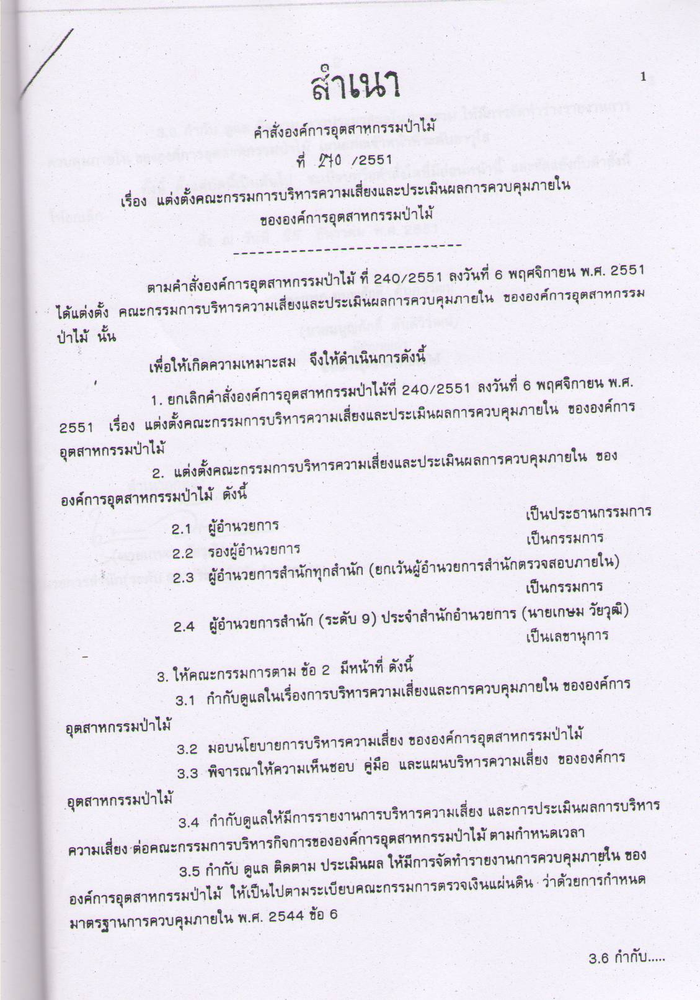 สำเนา
1
คำสั่งองค์การอุตสาหกรรมป่าไม้
ที่ 270 /2551
เรื่อง แต่งตั้งคณะกรรมการบริหารความเสี่ยงและประเมินผลการควบคุมภายใน
ขององค์การอุตสาหกรรมป่าไม้
----------------------------
ตามคำสั่งองค์การอุตสาหกรรมป่าไม้ ที่ 240/2551 ลงวันที่ 6 พฤศจิกายน พ.ศ. 2551
ได้แต่งตั้ง คณะกรรมการบริหารความเสี่ยงและประเมินผลการควบคุมภายใน ขององค์การอุตสาหกรรม
ป่าไม้ นั้น
เพื่อให้เกิดความเหมาะสม จึงให้ดำเนินการดังนี้
1. ยกเลิกคำสั่งองค์การอุตสาหกรรมป่าไม้ที่ 240/2551 ลงวันที่ 6 พฤศจิกายน พ.ศ.
2551 เรื่อง แต่งตั้งคณะกรรมการบริหารความเสี่ยงและประเมินผลการควบคุมภายใน ขององค์การ
อุตสาหกรรมป่าไม้
2. แต่งตั้งคณะกรรมการบริหารความเสี่ยงและประเมินผลการควบคุมภายใน ของ
องค์การอุตสาหกรรมป่าไม้ ดังนี้
2.1 ผู้อำนวยการ เป็นประธานกรรมการ
2.2 รองผู้อำนวยการ เป็นกรรมการ
2.3 ผู้อำนวยการสำนักทุกสำนัก (ยกเว้นผู้อำนวยการสำนักตรวจสอบภายใน)
เป็นกรรมการ
2.4 ผู้อำนวยการสำนัก (ระดับ 9) ประจำสำนักอำนวยการ (นายเกษม วัยวุฒิ)
เป็นเลขานุการ
3. ให้คณะกรรมการตาม ข้อ 2 มีหน้าที่ ดังนี้
3.1 กำกับดูแลในเรื่องการบริหารความเสี่ยงและการควบคุมภายใน ขององค์การ
อุตสาหกรรมป่าไม้
3.2 มอบนโยบายการบริหารความเสี่ยง ขององค์การอุตสาหกรรมป่าไม้
3.3 พิจารณาให้ความเห็นชอบ คู่มือ และแผนบริหารความเสี่ยง ขององค์การ
อุตสาหกรรมป่าไม้
3.4 กำกับดูแลให้มีการรายงานการบริหารความเสี่ยง และการประเมินผลการบริหาร
ความเสี่ยง ต่อคณะกรรมการบริหารกิจการขององค์การอุตสาหกรรมป่าไม้ ตามกำหนดเวลา
3.5 กำกับ ดูแล ติดตาม ประเมินผล ให้มีการจัดทำรายงานการควบคุมภายใน ของ
องค์การอุตสาหกรรมป่าไม้ ให้เป็นไปตามระเบียบคณะกรรมการตรวจเงินแผ่นดิน ว่าด้วยการกำหนด
มาตรฐานการควบคุมภายใน พ.ศ. 2544 ข้อ 6
3.6 กำกับ.....